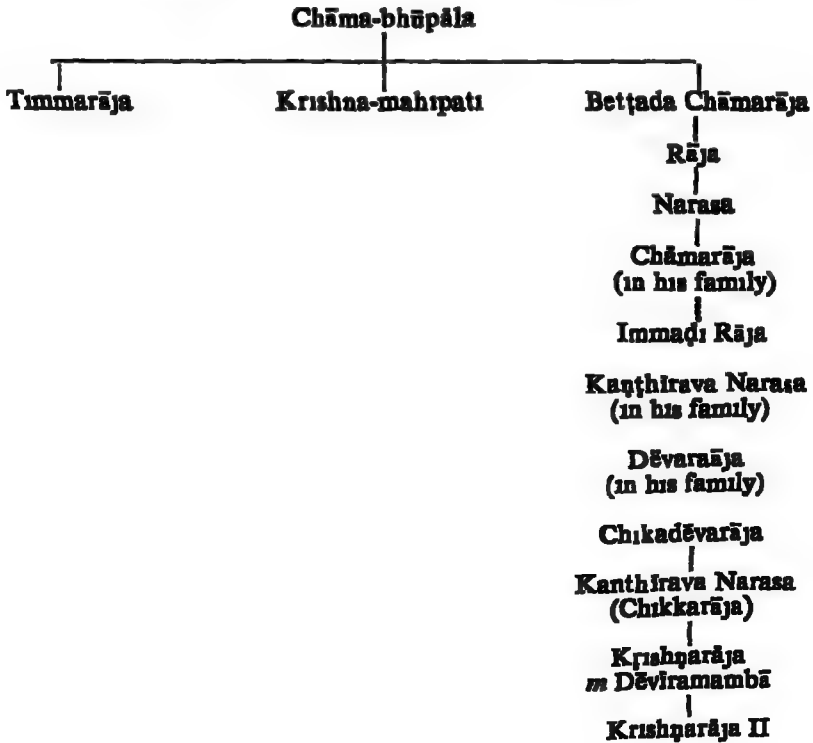 Chāma-bhūpāla
Timmarāja Krishna-mahipati Beṭṭada Chāmarāja
Rāja
Narasa
Chāmarāja
(in his family)
Immaḍi Rāja
Kaṇṭhīrava Narasa
(in his family)
Dēvaraāja
(in his family)
Chikadēvarāja
Kanthīrava Narasa
(Chikkarāja)
Kṛishṇarāja
m Dēvīramambā
Krishṇarāja II